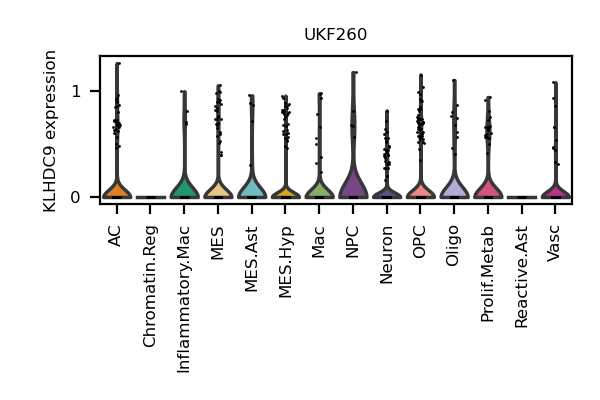 UKF260
KLHDC9 expression
1
0
AC
Chromatin.Reg
Inflammatory.Mac
MES
MES.Ast
MES.Hyp
Mac
NPC
Neuron
OPC
Oligo
Prolif.Metab
Reactive.Ast
Vasc